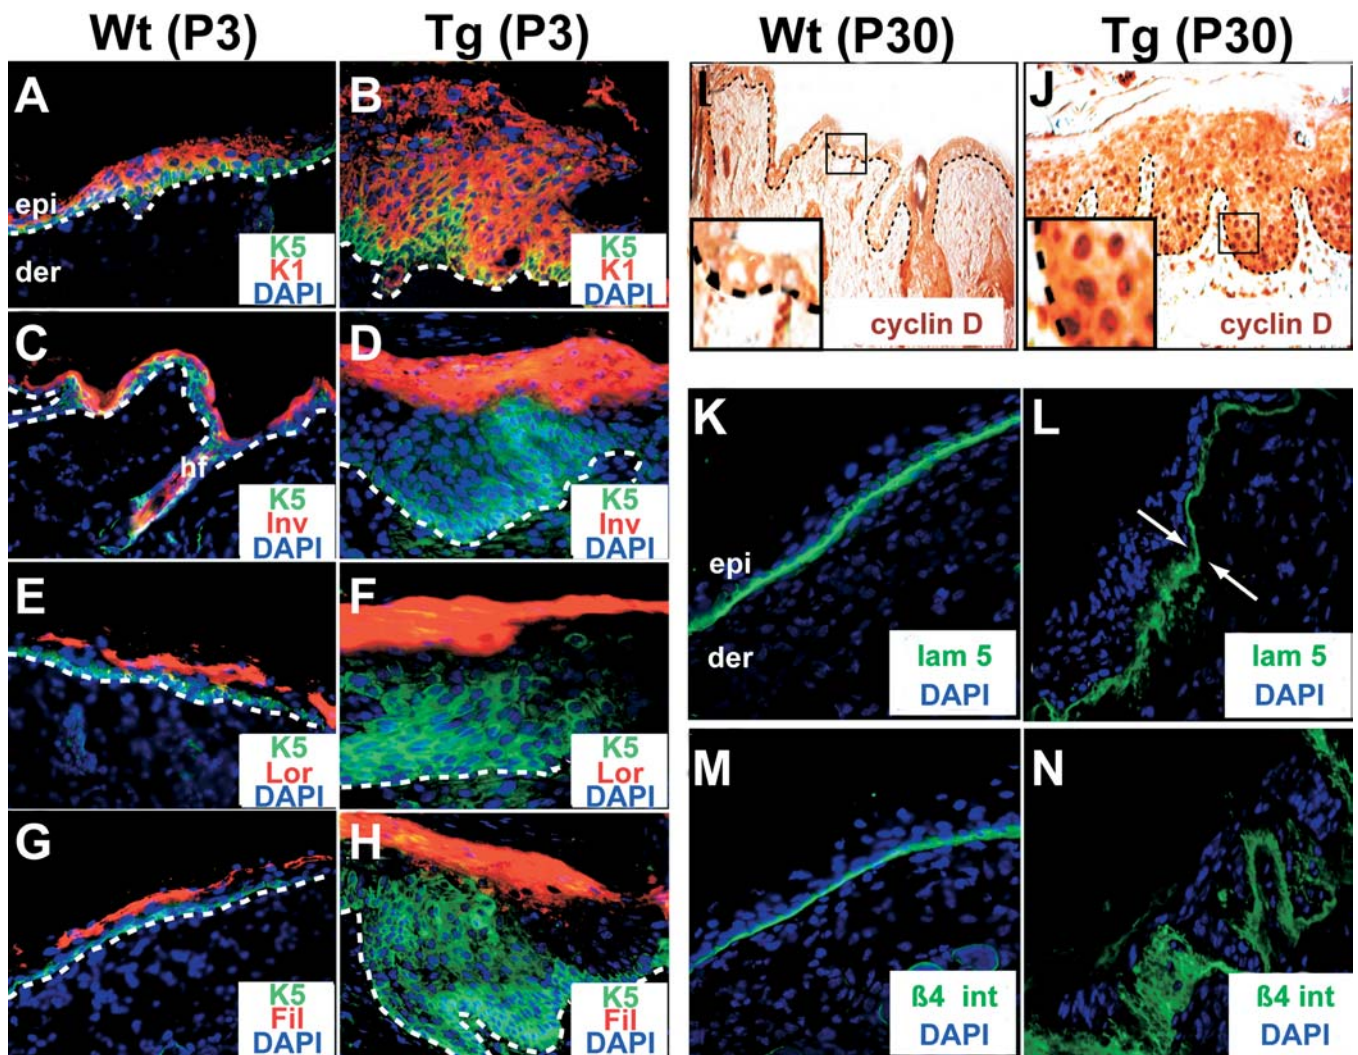 Wt (P3)
Tg (P3)
Wt (P30)
Tg (P30)
A
epi
der
K5
K1
DAPI
B
K5
K1
DAPI
C
hf
K5
Inv
DAPI
D
K5
Inv
DAPI
E
K5
Lor
DAPI
F
K5
Lor
DAPI
G
K5
Fil
DAPI
H
K5
Fil
DAPI
I
cyclin D
J
cyclin D
K
epi
der
lam 5
DAPI
L
lam 5
DAPI
M
ß4 int
DAPI
N
ß4 int
DAPI